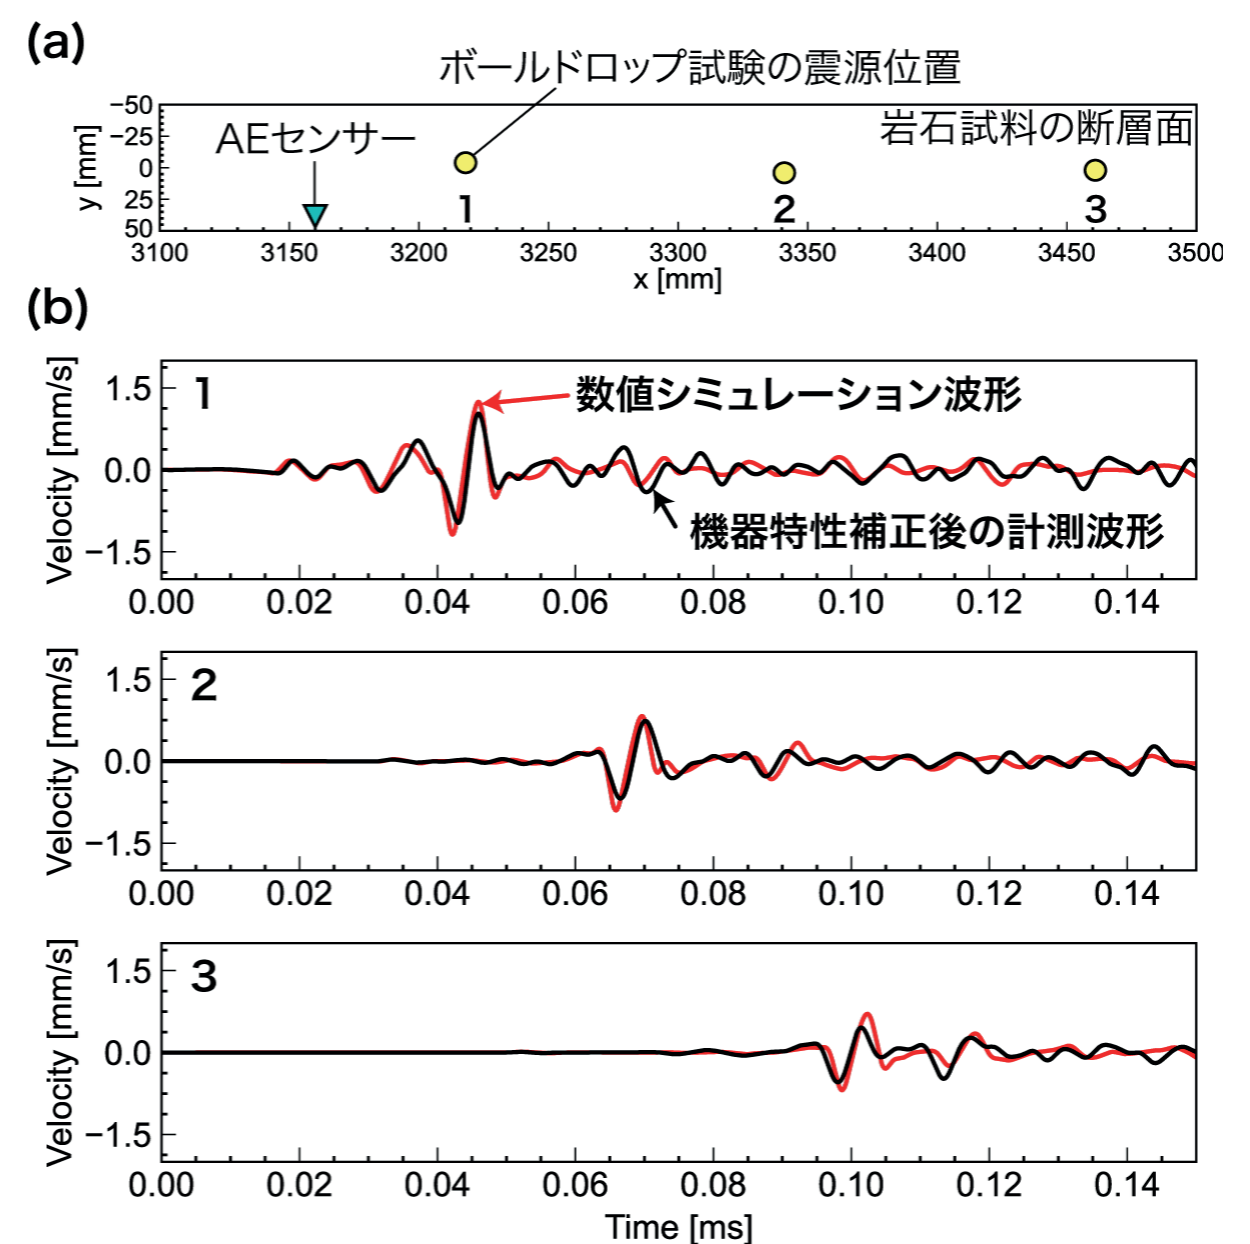 (a)
ボールドロップ試験の震源位置
AEセンサー
岩石試料の断層面
y [mm]
−50
−25
0
25
50
1 2 3
3100 3150 3200 3250 3300 3350 3400 3450 3500
x [mm]
(b)
Velocity [mm/s]
1
1.5
0.0
−1.5
数値シミュレーション波形
機器特性補正後の計測波形
0.00 0.02 0.04 0.06 0.08 0.10 0.12 0.14
Velocity [mm/s]
2
1.5
0.0
−1.5
0.00 0.02 0.04 0.06 0.08 0.10 0.12 0.14
Velocity [mm/s]
3
1.5
0.0
−1.5
0.00 0.02 0.04 0.06 0.08 0.10 0.12 0.14
Time [ms]